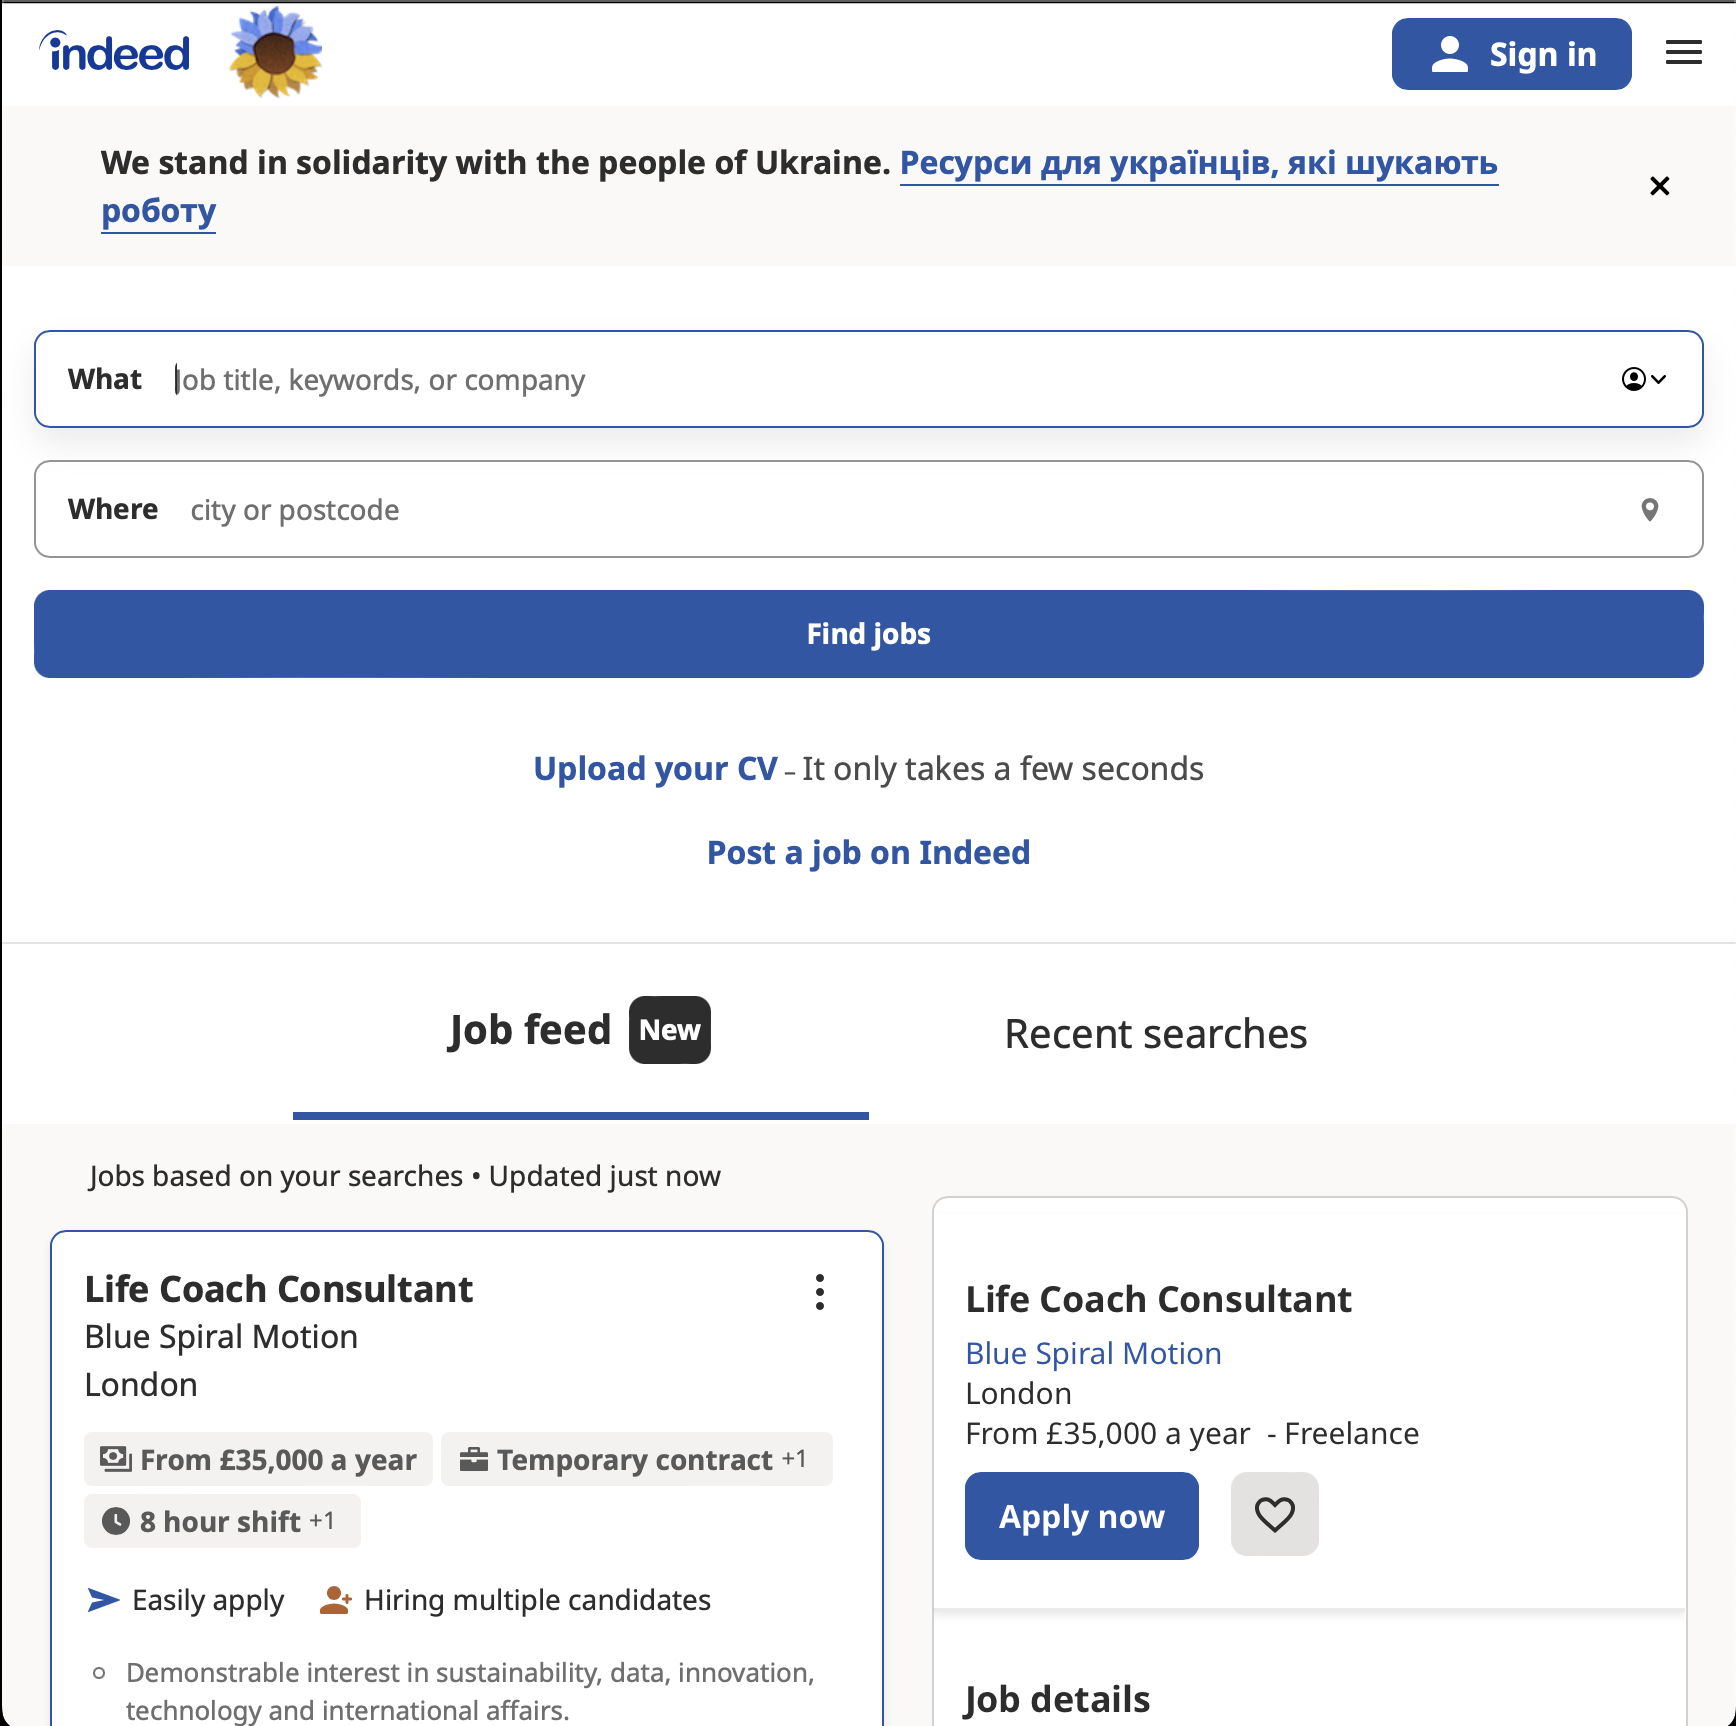 indeed
Sign in
We stand in solidarity with the people of Ukraine. Ресурси для українців, які шукають
роботу
What Job title, keywords, or company
Where city or postcode
Find jobs
Upload your CV – It only takes a few seconds
Post a job on Indeed
Job feed New
Recent searches
Jobs based on your searches • Updated just now
Life Coach Consultant
Blue Spiral Motion
London
From £35,000 a year
Temporary contract +1
8 hour shift +1
Easily apply
Hiring multiple candidates
Demonstrable interest in sustainability, data, innovation,
technology and international affairs.
Life Coach Consultant
Blue Spiral Motion
London
From £35,000 a year - Freelance
Apply now
Job details